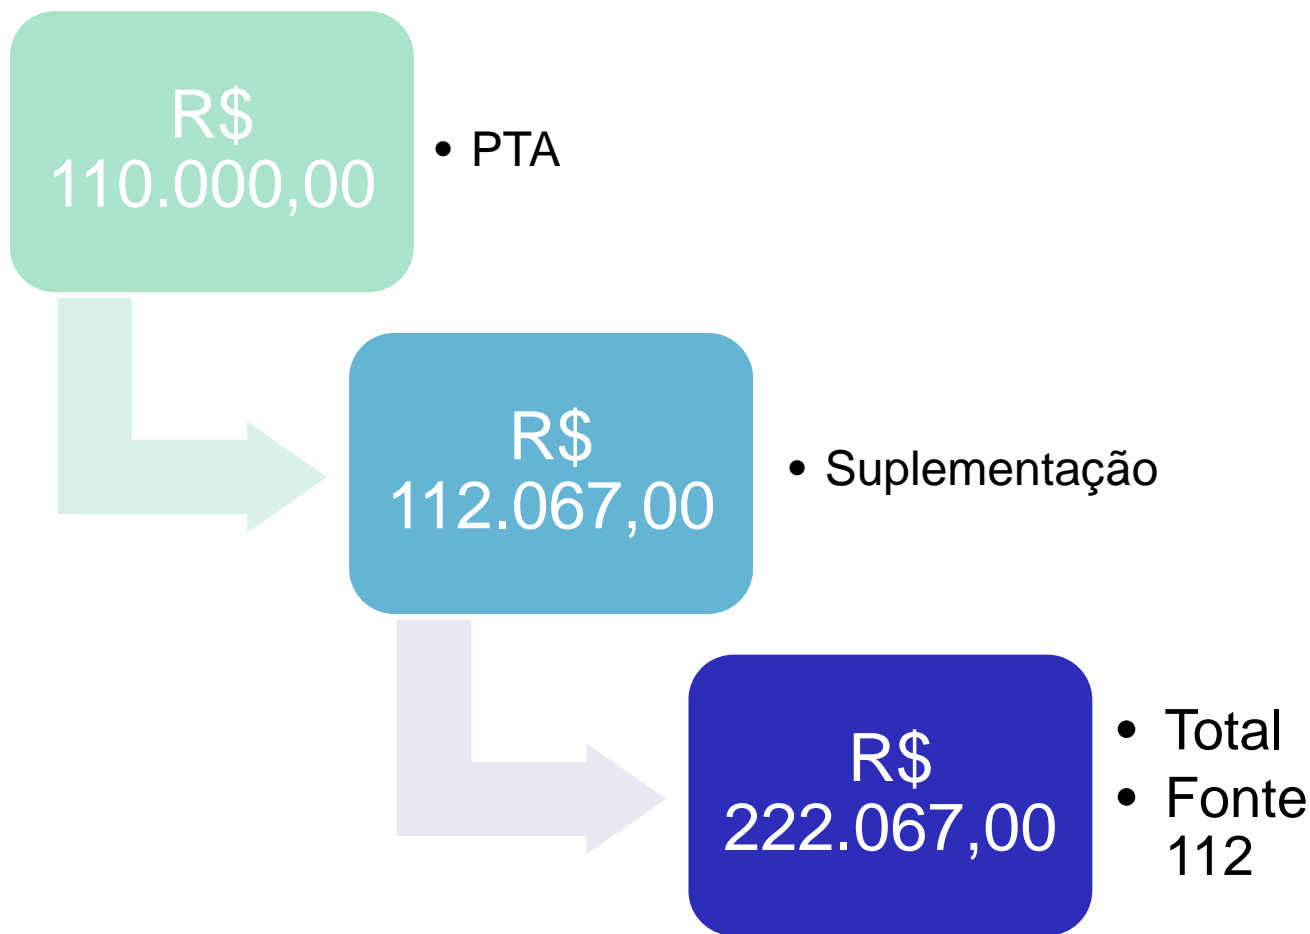 R$
110.000,00
• PTA
R$
112.067,00
• Suplementação
R$
222.067,00
• Total
• Fonte
112